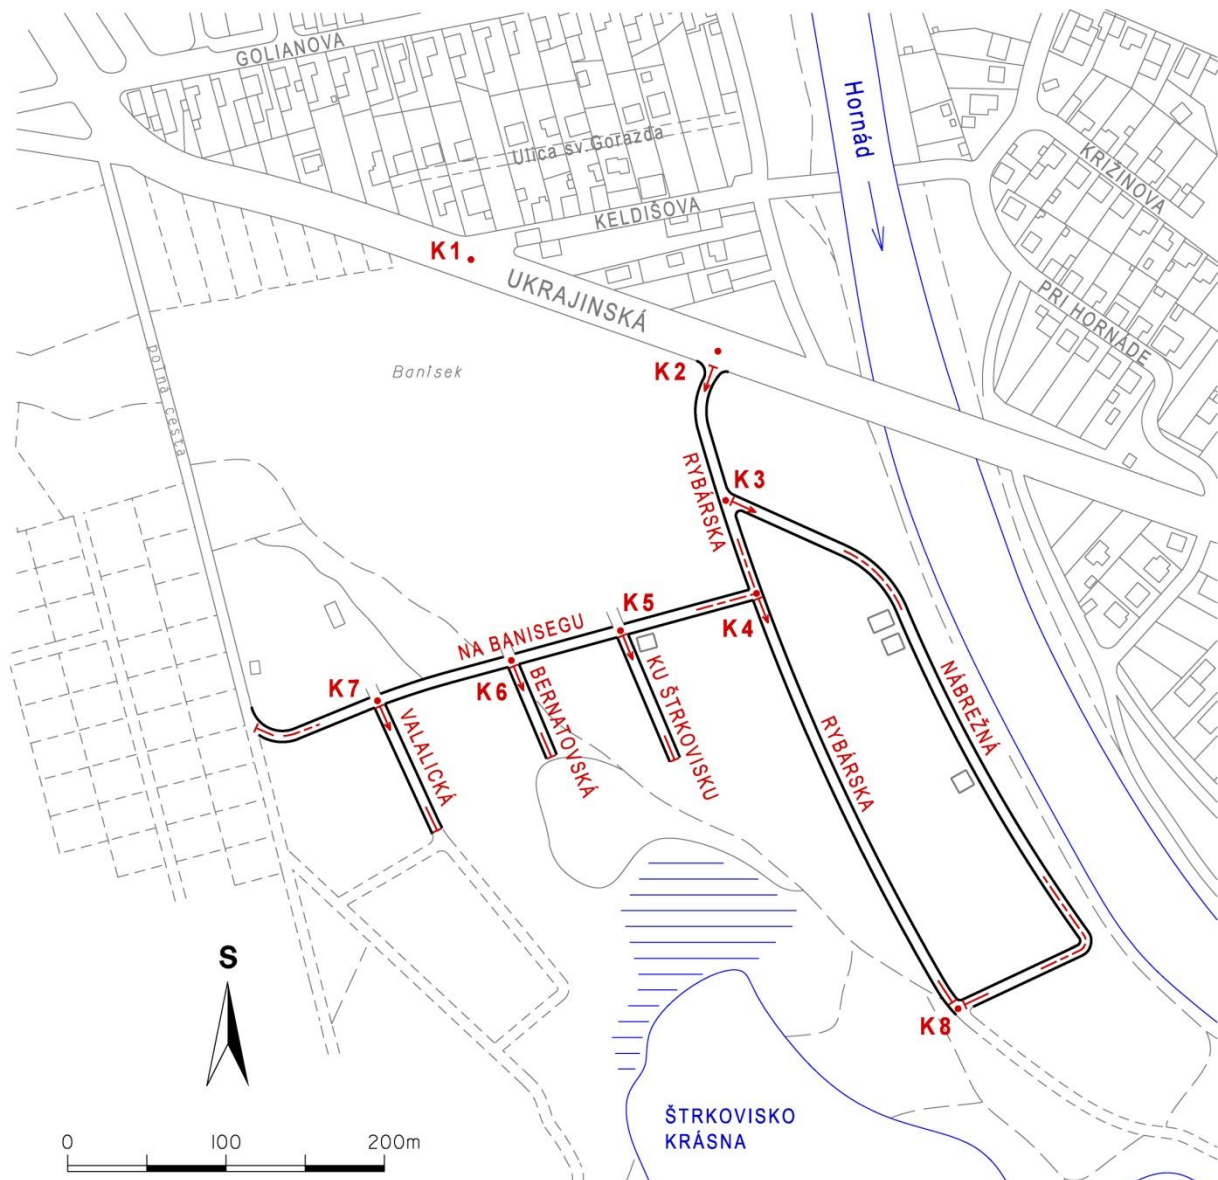 GOLIANOVA
Ulica sv. Gorazda
Hornád
KRIŽINOVA
KELDIŠOVA
K1
UKRAJINSKÁ
PRI HORNÁDE
poľná cesta
Banisek
K2
RYBÁRSKA
K3
K4
K5
NA BANISEGU
K6
K7
BERNATOVSKÁ
KU ŠTRKOVISKU
VALALICKÁ
NÁBREŽNÁ
RYBÁRSKA
S
K8
0 100 200m
ŠTRKOVISKO
KRÁSNA